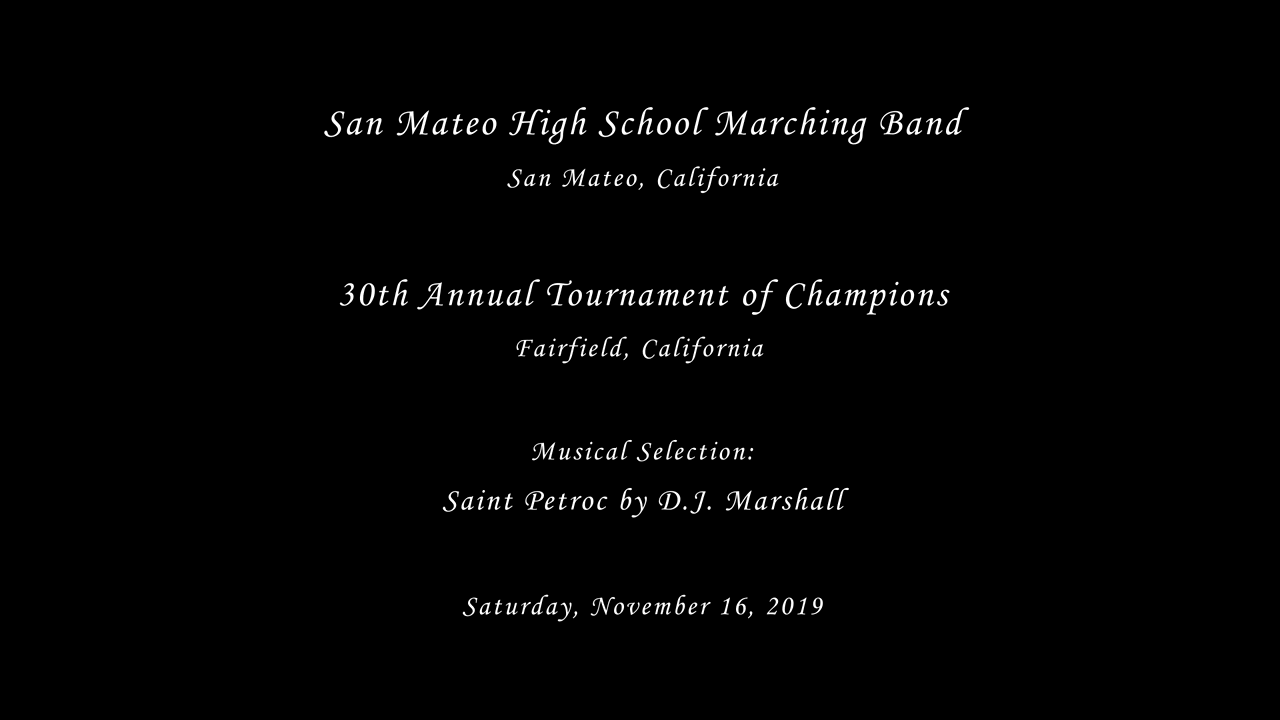 San Mateo High School Marching Band
San Mateo, California
30th Annual Tournament of Champions
Fairfield, California
Musical Selection:
Saint Petroc by D.J. Marshall
Saturday, November 16, 2019